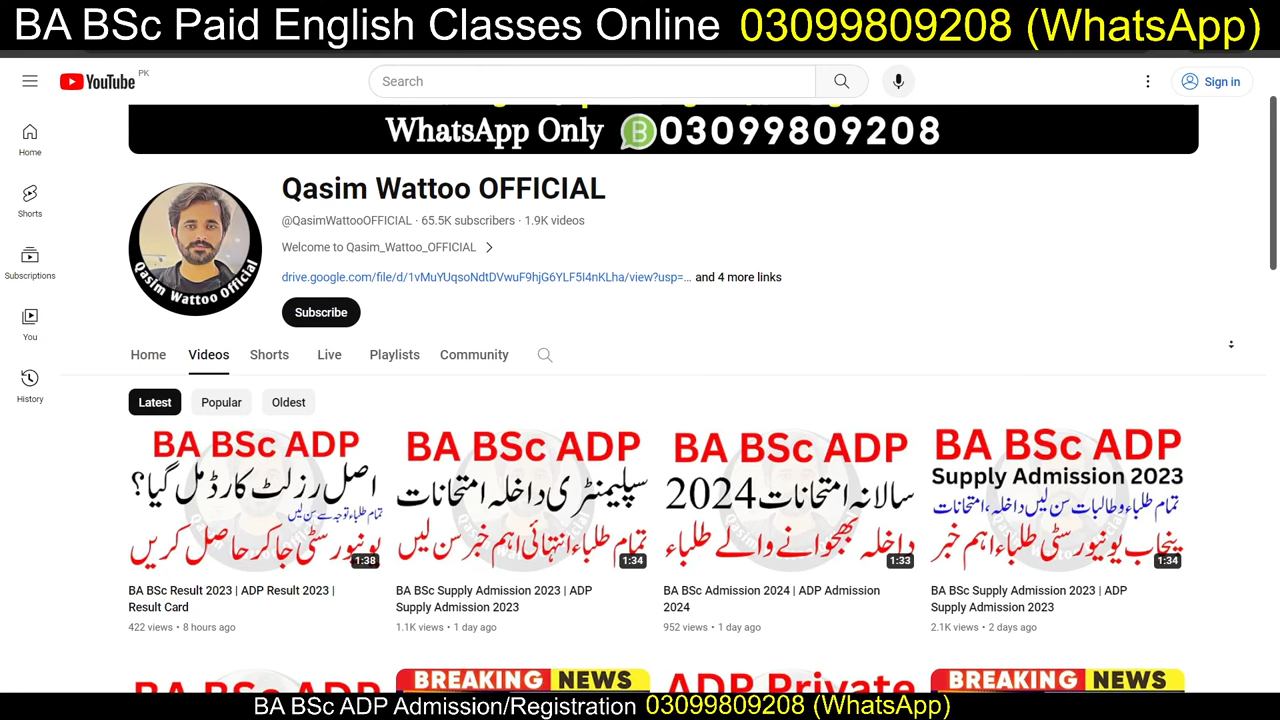 BA BSc Paid English Classes Online 03099809208 (WhatsApp)
YouTube PK
Search
Sign in
WhatsApp Only 03099809208
Home
Shorts
Subscriptions
You
History
Qasim Wattoo OFFICIAL
@QasimWattooOFFICIAL · 65.5K subscribers · 1.9K videos
Welcome to Qasim_Wattoo_OFFICIAL
drive.google.com/file/d/1vMuYUqsoNdtDVwuF9hjG6YLF5I4nKLha/view?usp=... and 4 more links
Subscribe
Qasim Wattoo Official
Home Videos Shorts Live Playlists Community
Latest Popular Oldest
BA BSc ADP
اصل رزلٹ کارڈ مل گیا؟
تمام طلباء توجہ سے سن لیں
یونیورسٹی جا کر حاصل کریں
1:38
BA BSc Result 2023 | ADP Result 2023 |
Result Card
422 views • 8 hours ago
BA BSc ADP
سپلیمنٹری داخلہ امتحانات
تمام طلباء انتہائی اہم خبر سن لیں
1:34
BA BSc Supply Admission 2023 | ADP
Supply Admission 2023
1.1K views • 1 day ago
BA BSc ADP
سالانہ امتحانات 2024
داخلہ بھجوانے والے طلباء
1:33
BA BSc Admission 2024 | ADP Admission
2024
952 views • 1 day ago
BA BSc ADP
Supply Admission 2023
تمام طلباء و طالبات سن لیں داخلہ، امتحانات
پنجاب یونیورسٹی طلباء اہم خبر
1:34
BA BSc Supply Admission 2023 | ADP
Supply Admission 2023
2.1K views • 2 days ago
BA BSc ADP
BREAKING NEWS
ADP Private
BREAKING NEWS
BA BSc ADP Admission/Registration 03099809208 (WhatsApp)